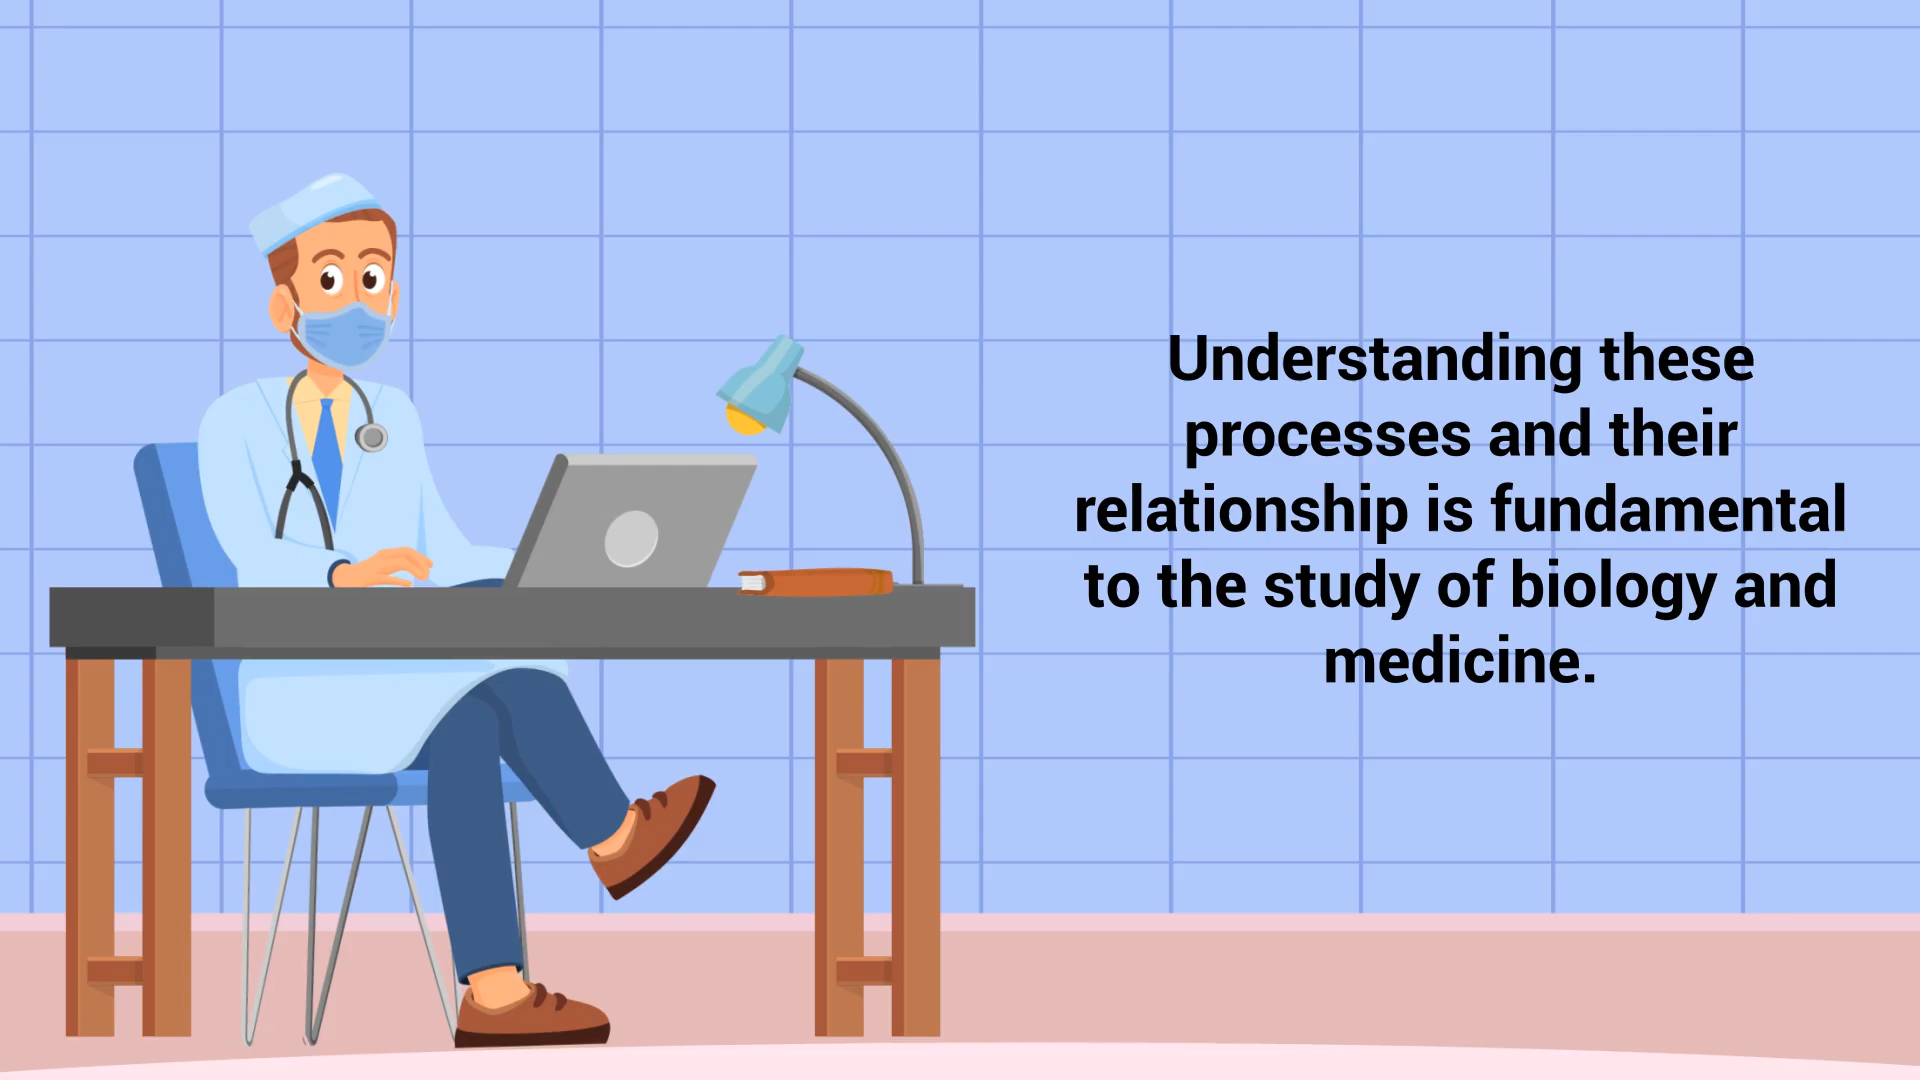 Understanding these
processes and their
relationship is fundamental
to the study of biology and
medicine.